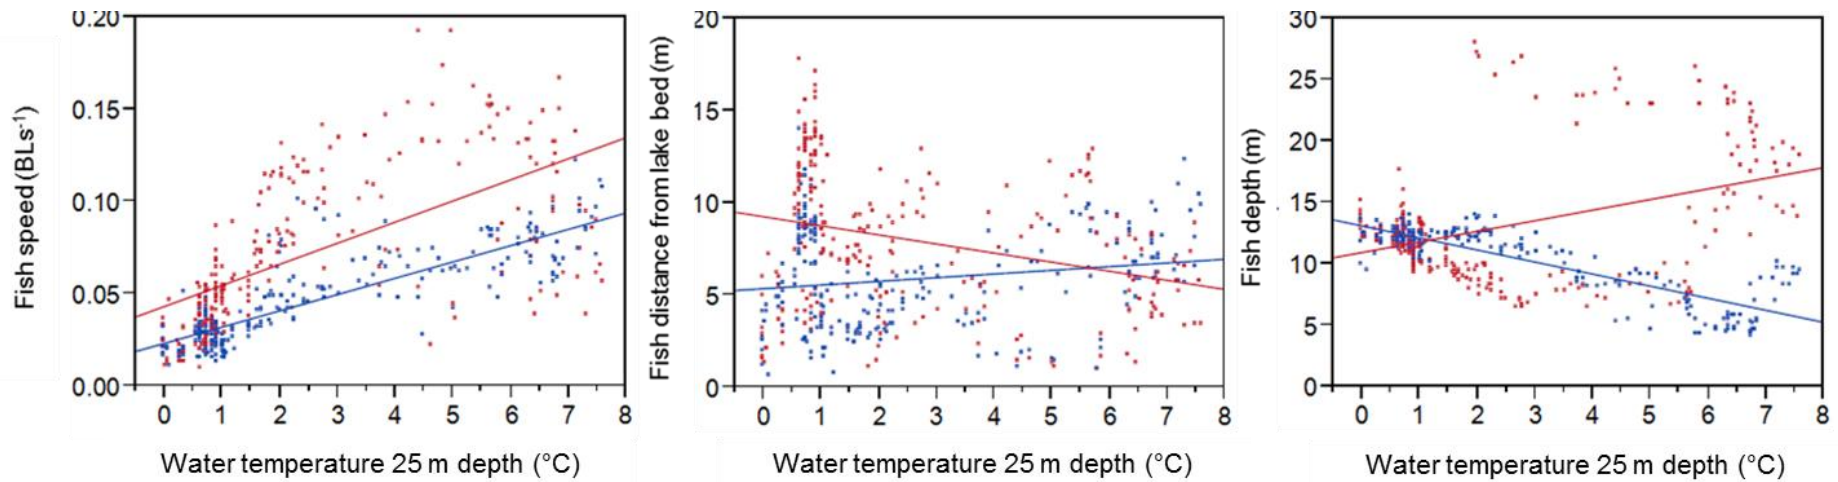 0.20
0.15
0.10
0.05
0.00
0 1 2 3 4 5 6 7 8
Fish speed (BLs-1)
Water temperature 25 m depth (°C)
20
15
10
5
0
0 1 2 3 4 5 6 7 8
Fish distance from lake bed (m)
Water temperature 25 m depth (°C)
30
25
20
15
10
5
0
0 1 2 3 4 5 6 7 8
Fish depth (m)
Water temperature 25 m depth (°C)